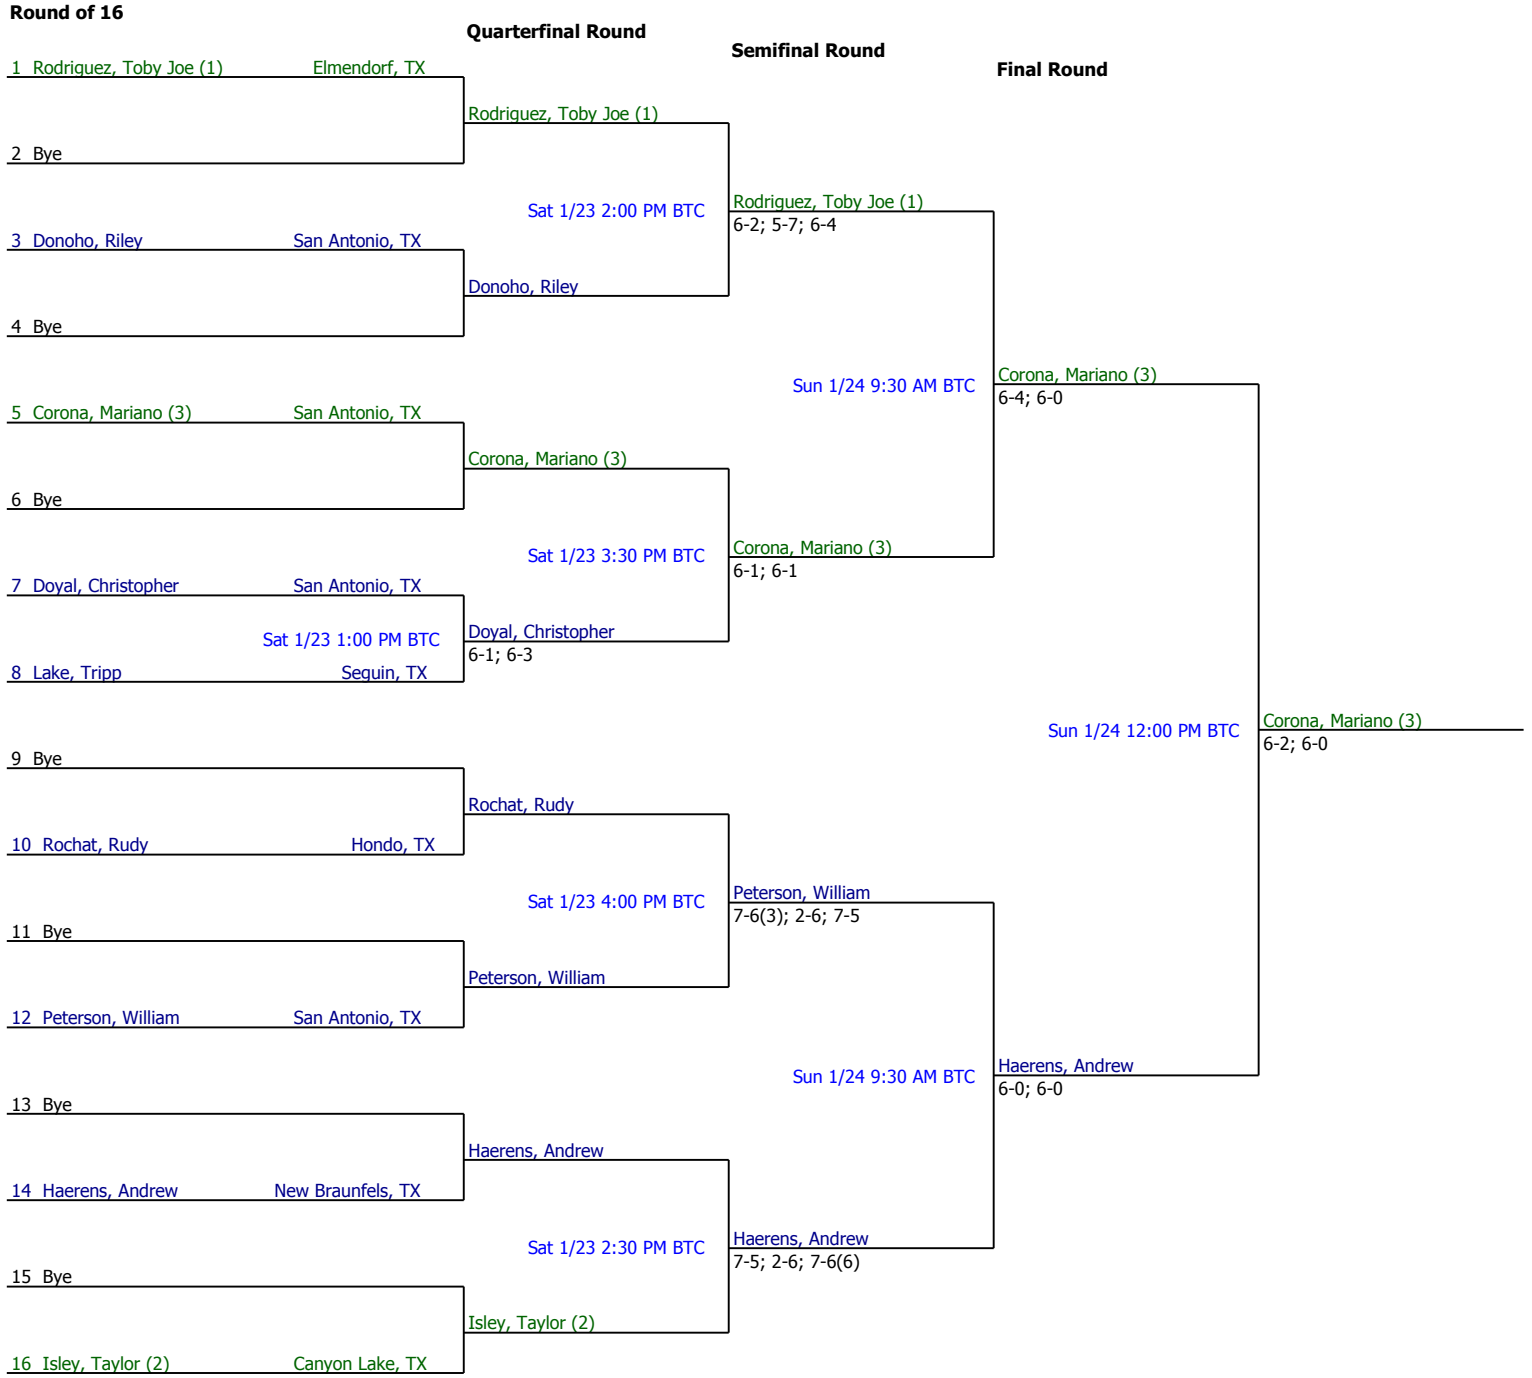 Round of 16
Quarterfinal Round
Semifinal Round
Final Round
1 Rodriguez, Toby Joe (1) Elmendorf, TX
Rodriguez, Toby Joe (1)
2 Bye
Sat 1/23 2:00 PM BTC
Rodriguez, Toby Joe (1)
6-2; 5-7; 6-4
3 Donoho, Riley San Antonio, TX
Donoho, Riley
4 Bye
Sun 1/24 9:30 AM BTC
Corona, Mariano (3)
6-4; 6-0
5 Corona, Mariano (3) San Antonio, TX
Corona, Mariano (3)
6 Bye
Sat 1/23 3:30 PM BTC
Corona, Mariano (3)
6-1; 6-1
7 Doyal, Christopher San Antonio, TX
Sat 1/23 1:00 PM BTC
Doyal, Christopher
6-1; 6-3
8 Lake, Tripp Seguin, TX
Sun 1/24 12:00 PM BTC
Corona, Mariano (3)
6-2; 6-0
9 Bye
Rochat, Rudy
10 Rochat, Rudy Hondo, TX
Sat 1/23 4:00 PM BTC
Peterson, William
7-6(3); 2-6; 7-5
11 Bye
Peterson, William
12 Peterson, William San Antonio, TX
Sun 1/24 9:30 AM BTC
Haerens, Andrew
6-0; 6-0
13 Bye
Haerens, Andrew
14 Haerens, Andrew New Braunfels, TX
Sat 1/23 2:30 PM BTC
Haerens, Andrew
7-5; 2-6; 7-6(6)
15 Bye
Isley, Taylor (2)
16 Isley, Taylor (2) Canyon Lake, TX